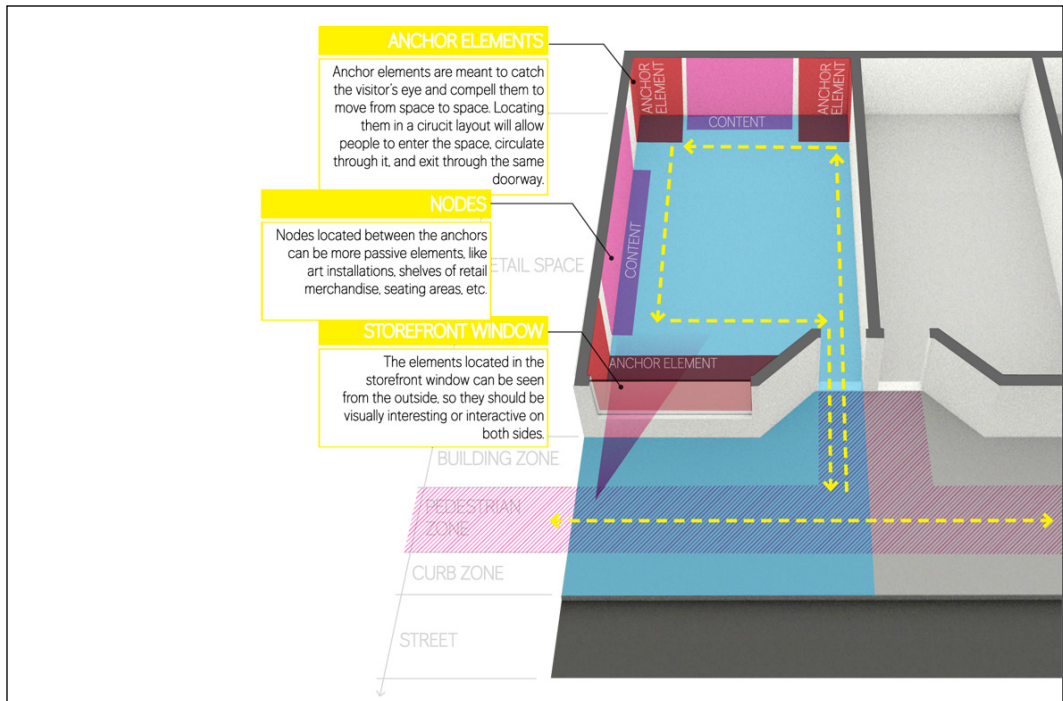 ANCHOR ELEMENTS
Anchor elements are meant to catch
the visitor's eye and compell them to
move from space to space. Locating
them in a cirucit layout will allow
people to enter the space, circulate
through it, and exit through the same
doorway.
NODES
Nodes located between the anchors
can be more passive elements, like
art installations, shelves of retail
merchandise, seating areas, etc.
STOREFRONT WINDOW
The elements located in the
storefront window can be seen
from the outside, so they should be
visually interesting or interactive on
both sides.
ANCHOR
ELEMENT
CONTENT
ANCHOR
ELEMENT
CONTENT
ETAIL SPACE
ANCHOR ELEMENT
BUILDING ZONE
PEDESTRIAN
ZONE
CURB ZONE
STREET